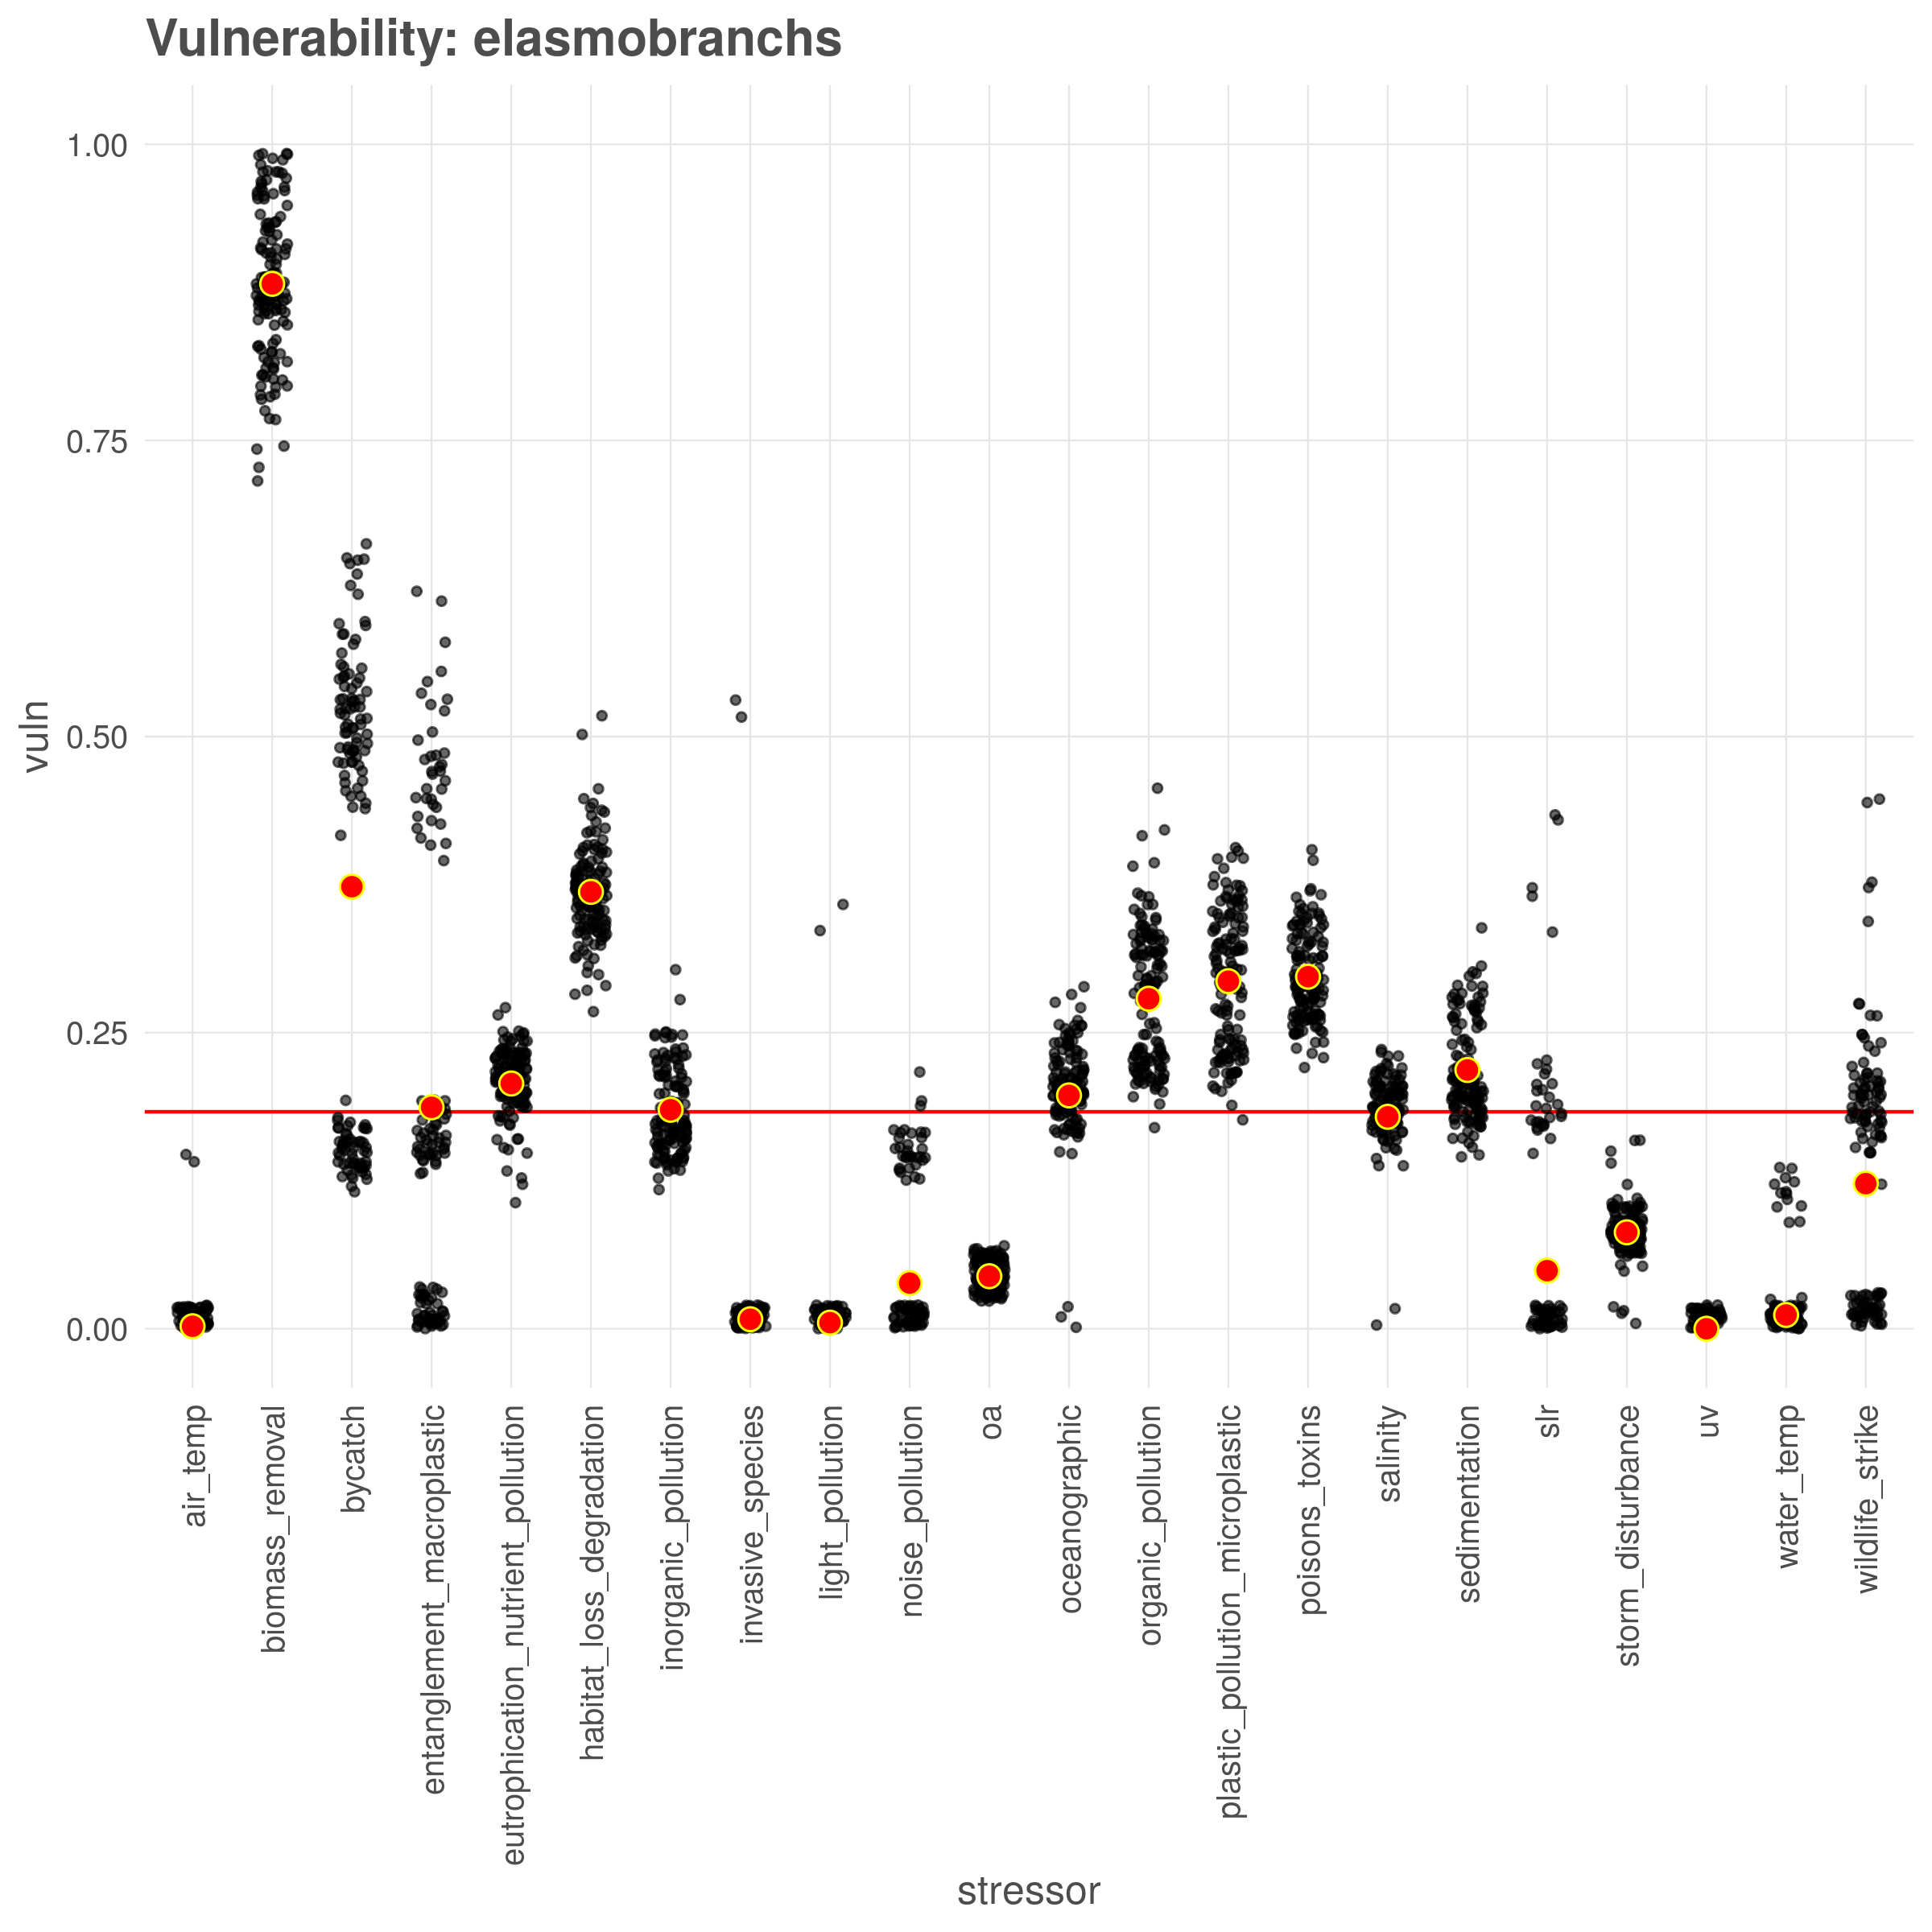 Vulnerability: elasmobranchs
vuln
1.00
0.75
0.50
0.25
0.00
air_temp
biomass_removal
bycatch
entanglement_macroplastic
eutrophication_nutrient_pollution
habitat_loss_degradation
inorganic_pollution
invasive_species
light_pollution
noise_pollution
oa
oceanographic
organic_pollution
plastic_pollution_microplastic
poisons_toxins
salinity
sedimentation
slr
storm_disturbance
uv
water_temp
wildlife_strike
stressor